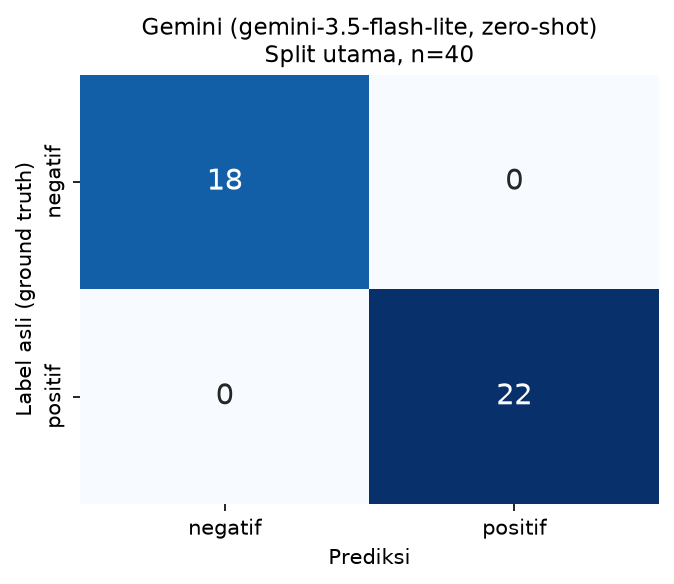 Gemini (gemini-3.5-flash-lite, zero-shot)
Split utama, n=40
Label asli (ground truth)
negatif
18
0
positif
0
22
negatif
positif
Prediksi